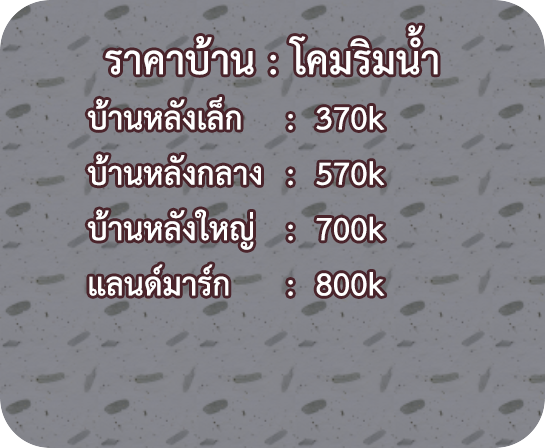 ราคาบ้าน : โคมริมน้ำ
บ้านหลังเล็ก : 370k
บ้านหลังกลาง : 570k
บ้านหลังใหญ่ : 700k
แลนด์มาร์ก : 800k